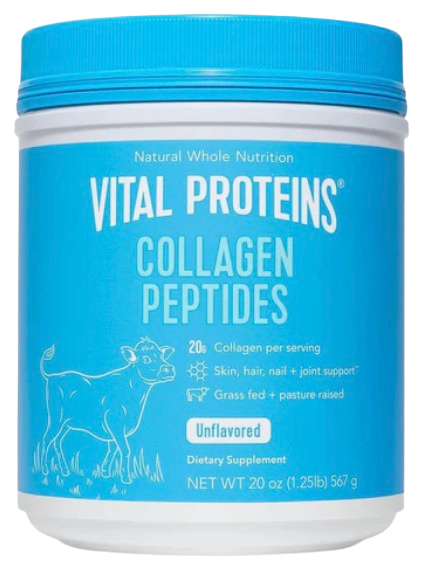 Natural Whole Nutrition
VITAL PROTEINS®
COLLAGEN
PEPTIDES
20G Collagen per serving
Skin, hair, nail + joint support™
Grass fed + pasture raised
Unflavored
Dietary Supplement
NET WT 20 oz (1.25lb) 567 g